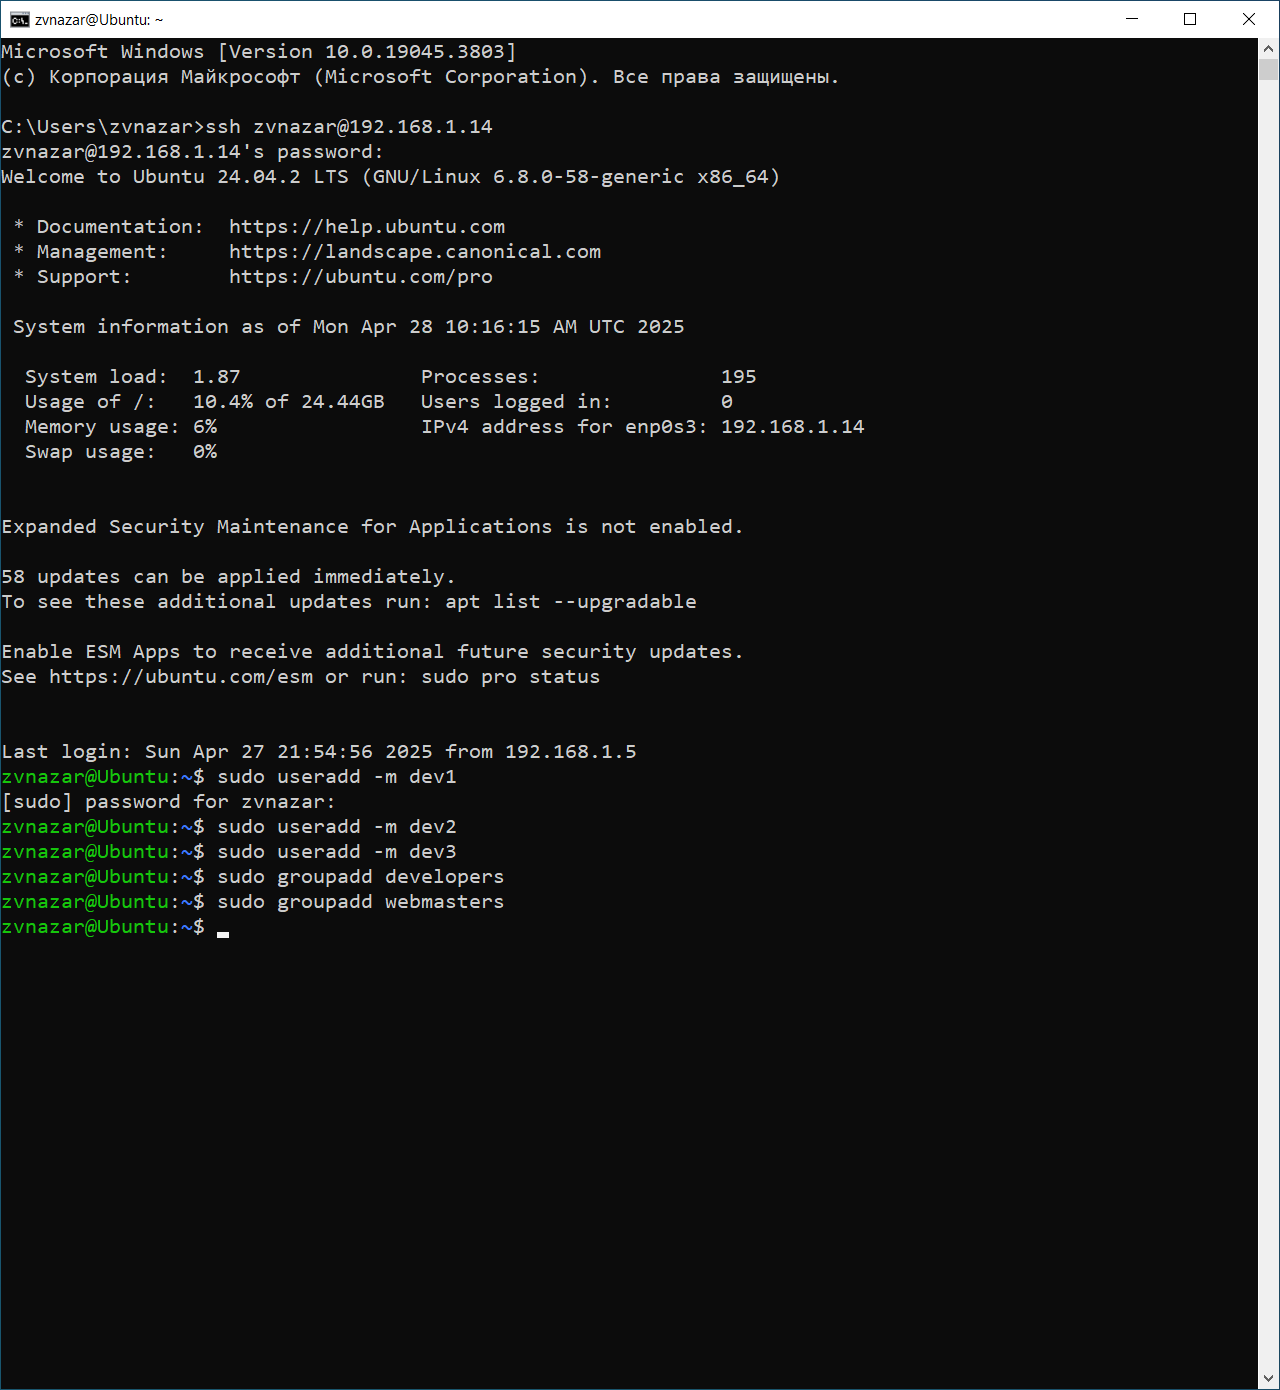 zvnazar@Ubuntu: ~
Microsoft Windows [Version 10.0.19045.3803]
(c) Корпорация Майкрософт (Microsoft Corporation). Все права защищены.
C:\Users\zvnazar>ssh zvnazar@192.168.1.14
zvnazar@192.168.1.14's password:
Welcome to Ubuntu 24.04.2 LTS (GNU/Linux 6.8.0-58-generic x86_64)
* Documentation:  https://help.ubuntu.com
* Management:     https://landscape.canonical.com
* Support:        https://ubuntu.com/pro
System information as of Mon Apr 28 10:16:15 AM UTC 2025
System load:  1.87               Processes:               195
Usage of /:   10.4% of 24.44GB   Users logged in:         0
Memory usage: 6%                 IPv4 address for enp0s3: 192.168.1.14
Swap usage:   0%
Expanded Security Maintenance for Applications is not enabled.
58 updates can be applied immediately.
To see these additional updates run: apt list --upgradable
Enable ESM Apps to receive additional future security updates.
See https://ubuntu.com/esm or run: sudo pro status
Last login: Sun Apr 27 21:54:56 2025 from 192.168.1.5
zvnazar@Ubuntu:~$ sudo useradd -m dev1
[sudo] password for zvnazar:
zvnazar@Ubuntu:~$ sudo useradd -m dev2
zvnazar@Ubuntu:~$ sudo useradd -m dev3
zvnazar@Ubuntu:~$ sudo groupadd developers
zvnazar@Ubuntu:~$ sudo groupadd webmasters
zvnazar@Ubuntu:~$